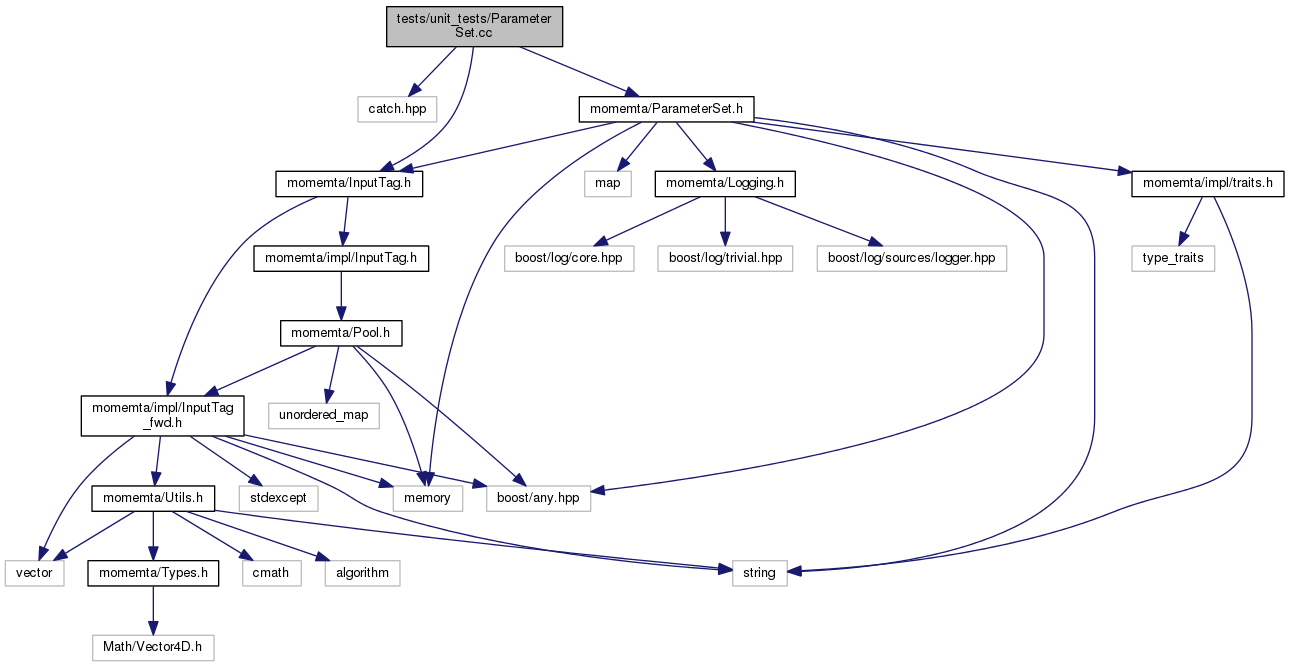 tests/unit_tests/Parameter
Set.cc
catch.hpp
momemta/ParameterSet.h
momemta/InputTag.h
map
momemta/Logging.h
momemta/impl/traits.h
momemta/impl/InputTag.h
boost/log/core.hpp
boost/log/trivial.hpp
boost/log/sources/logger.hpp
type_traits
momemta/Pool.h
momemta/impl/InputTag
_fwd.h
unordered_map
momemta/Utils.h
stdexcept
memory
boost/any.hpp
vector
momemta/Types.h
cmath
algorithm
string
Math/Vector4D.h